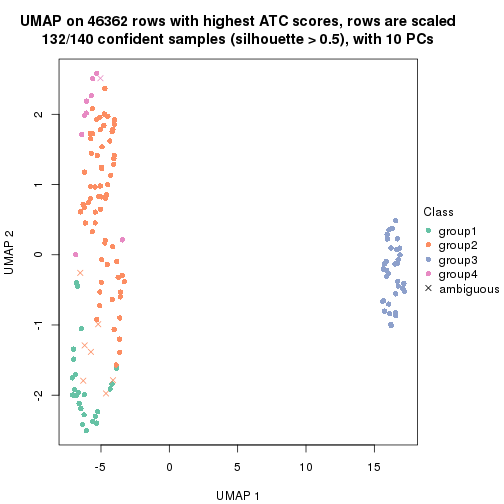 UMAP on 46362 rows with highest ATC scores, rows are scaled
132/140 confident samples (silhouette > 0.5), with 10 PCs
2
1
0
-1
-2
UMAP 2
-5
0
5
10
15
UMAP 1
Class
group1
group2
group3
group4
ambiguous